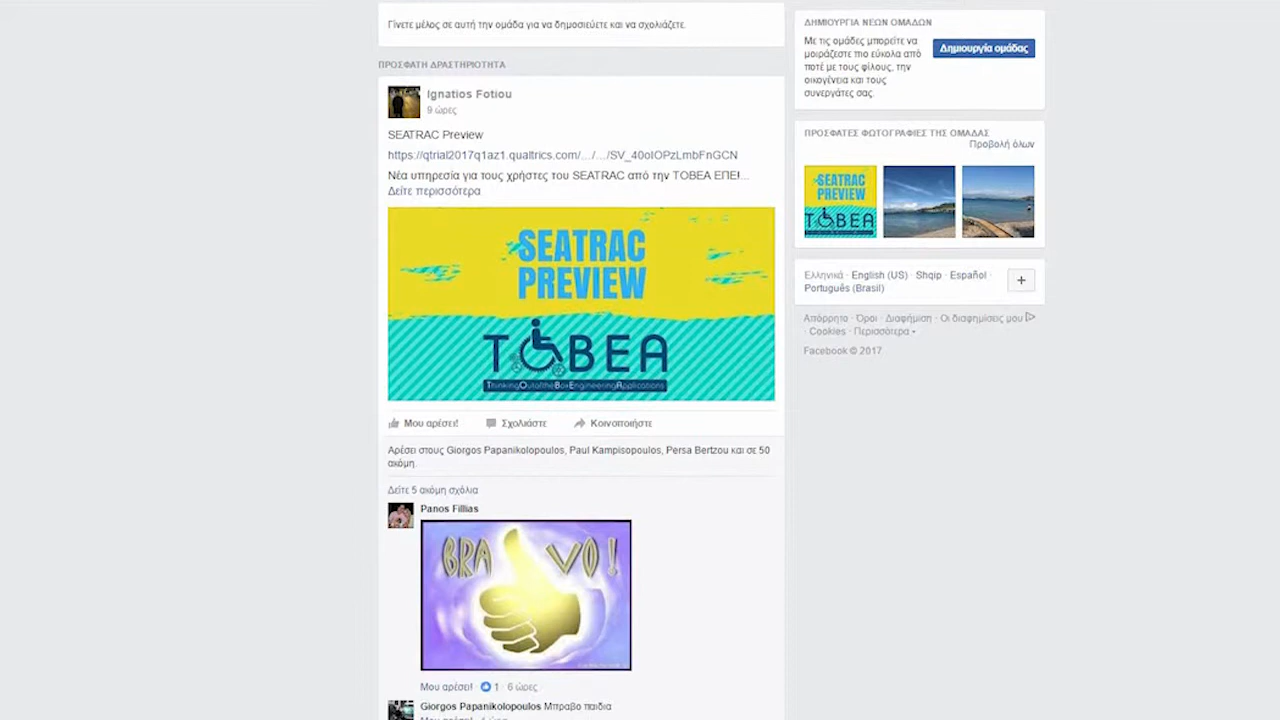 Γίνετε μέλος σε αυτή την ομάδα για να δημοσιεύετε και να σχολιάζετε.
ΠΡΟΣΦΑΤΗ ΔΡΑΣΤΗΡΙΟΤΗΤΑ
Ignatios Fotiou
9 ώρες
SEATRAC Preview
https://qtrial2017q1az1.qualtrics.com/.../.../SV_40oIOPzLmbFnGCN
Νέα υπηρεσία για τους χρήστες του SEATRAC από την TOBEA ΕΠΕ!...
Δείτε περισσότερα
SEATRAC
PREVIEW
TOBEA
ThinkingOutoftheBoxEngineeringApplications
Μου αρέσει! Σχολιάστε Κοινοποιήστε
Αρέσει στους Giorgos Papanikolopoulos, Paul Kampisopoulos, Persa Bertzou και σε 50
ακόμη.
Δείτε 5 ακόμη σχόλια
Panos Fillias
BRAVO!
Μου αρέσει! · 1 · 6 ώρες
Giorgos Papanikolopoulos Μπραβο παιδια
ΔΗΜΙΟΥΡΓΙΑ ΝΕΩΝ ΟΜΑΔΩΝ
Με τις ομάδες μπορείτε να
μοιράζεστε πιο εύκολα από
ποτέ με τους φίλους, την
οικογένεια και τους
συνεργάτες σας.
Δημιουργία ομάδας
ΠΡΟΣΦΑΤΕΣ ΦΩΤΟΓΡΑΦΙΕΣ ΤΗΣ ΟΜΑΔΑΣ
Προβολή όλων
SEATRAC
PREVIEW
TOBEA
Ελληνικά · English (US) · Shqip · Español ·
Português (Brasil)
+
Απόρρητο · Όροι · Διαφήμιση · Οι διαφημίσεις μου
· Cookies · Περισσότερα
Facebook © 2017